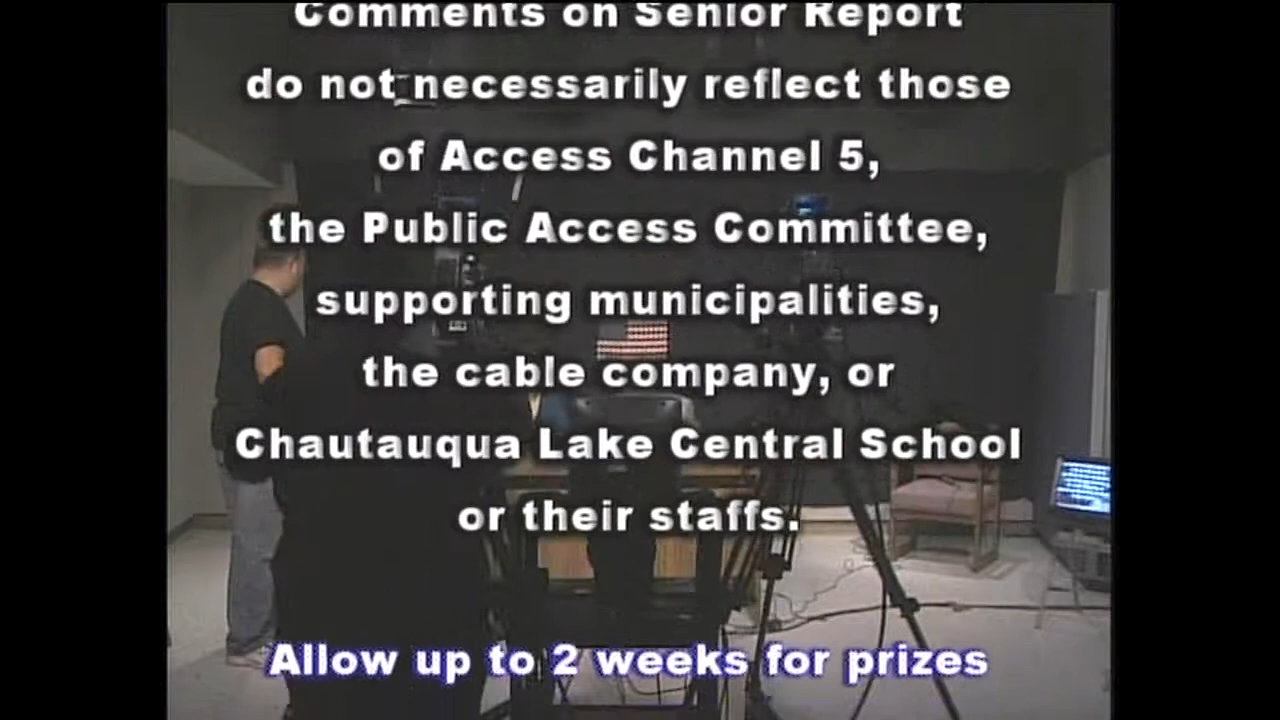 Comments on Senior Report
do not necessarily reflect those
of Access Channel 5,
the Public Access Committee,
supporting municipalities,
the cable company, or
Chautauqua Lake Central School
or their staffs.
Allow up to 2 weeks for prizes